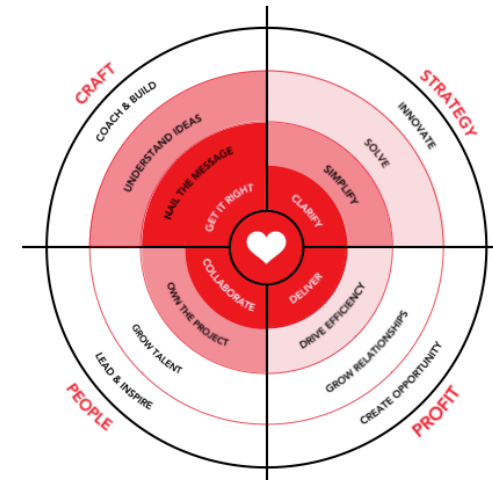 CRAFT
COACH & BUILD
UNDERSTAND IDEAS
NAIL THE MESSAGE
GET IT RIGHT
STRATEGY
INNOVATE
SOLVE
SIMPLIFY
CLARIFY
COLLABORATE
OWN THE PROJECT
GROW TALENT
LEAD & INSPIRE
PEOPLE
DELIVER
DRIVE EFFICIENCY
GROW RELATIONSHIPS
CREATE OPPORTUNITY
PROFIT